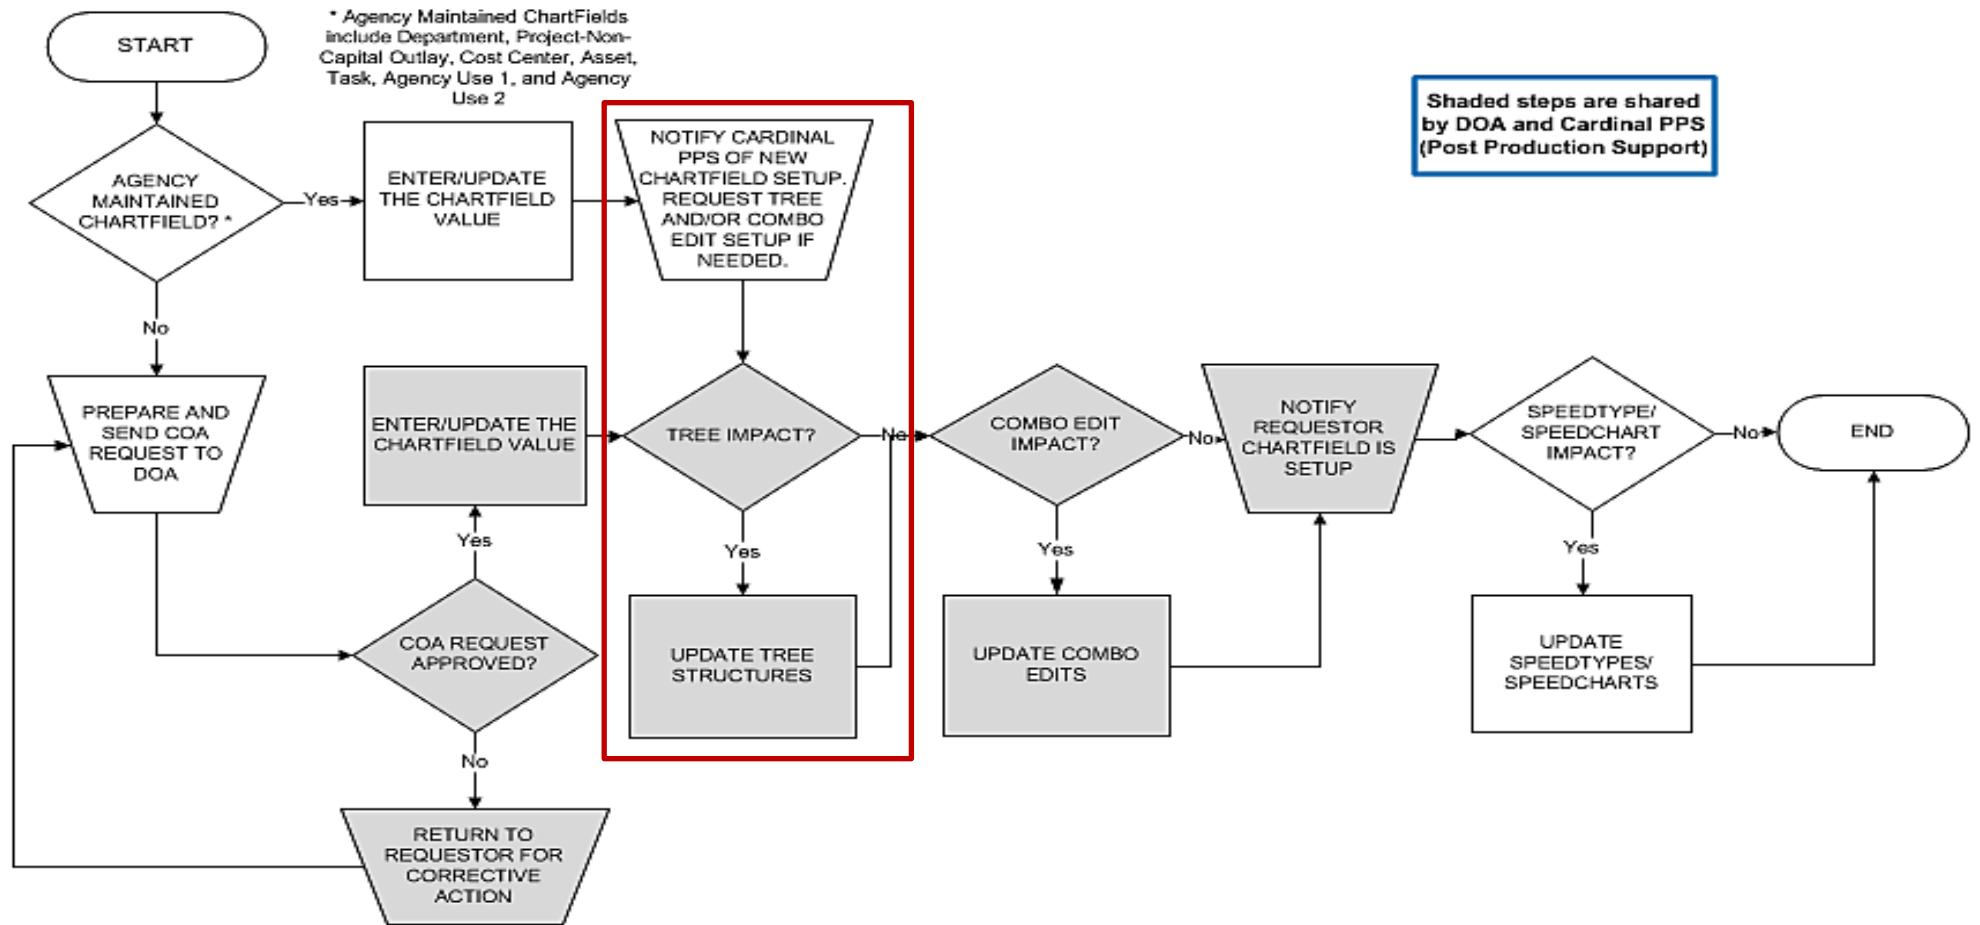 START
* Agency Maintained ChartFields
include Department, Project-Non-
Capital Outlay, Cost Center, Asset,
Task, Agency Use 1, and Agency
Use 2
Shaded steps are shared
by DOA and Cardinal PPS
(Post Production Support)
AGENCY
MAINTAINED
CHARTFIELD? *
Yes
ENTER/UPDATE
THE CHARTFIELD
VALUE
NOTIFY CARDINAL
PPS OF NEW
CHARTFIELD SETUP.
REQUEST TREE
AND/OR COMBO
EDIT SETUP IF
NEEDED.
No
PREPARE AND
SEND COA
REQUEST TO
DOA
ENTER/UPDATE THE
CHARTFIELD VALUE
TREE IMPACT?
No
COMBO EDIT
IMPACT?
No
NOTIFY
REQUESTOR
CHARTFIELD IS
SETUP
SPEEDTYPE/
SPEEDCHART
IMPACT?
No
END
Yes
Yes
Yes
Yes
COA REQUEST
APPROVED?
UPDATE TREE
STRUCTURES
UPDATE COMBO
EDITS
UPDATE
SPEEDTYPES/
SPEEDCHARTS
No
RETURN TO
REQUESTOR FOR
CORRECTIVE
ACTION